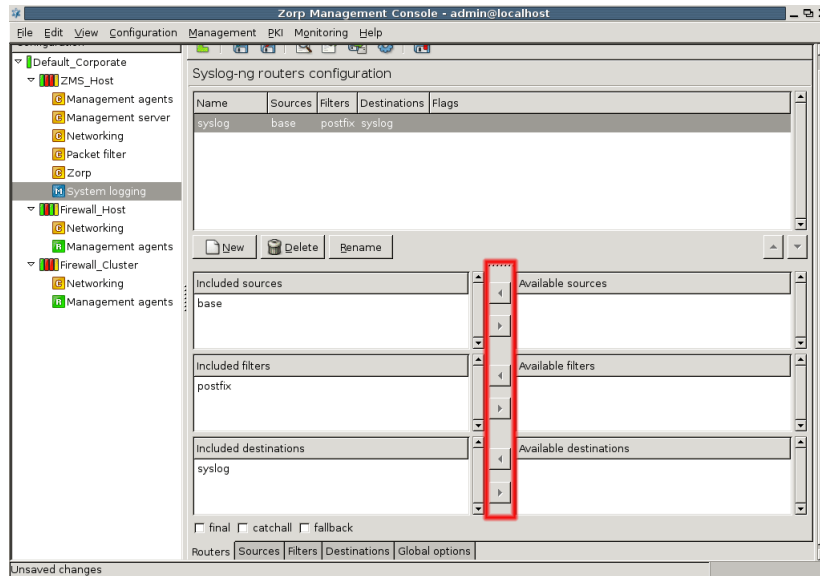 Zorp Management Console - admin@localhost
File Edit View Configuration Management PKI Monitoring Help
Default_Corporate
ZMS_Host
Management agents
Management server
Networking
Packet filter
Zorp
System logging
Firewall_Host
Networking
Management agents
Firewall_Cluster
Networking
Management agents
Syslog-ng routers configuration
Name Sources Filters Destinations Flags
syslog base postfix syslog
New Delete Rename
Included sources Available sources
base
Included filters Available filters
postfix
Included destinations Available destinations
syslog
final catchall fallback
Routers Sources Filters Destinations Global options
Unsaved changes